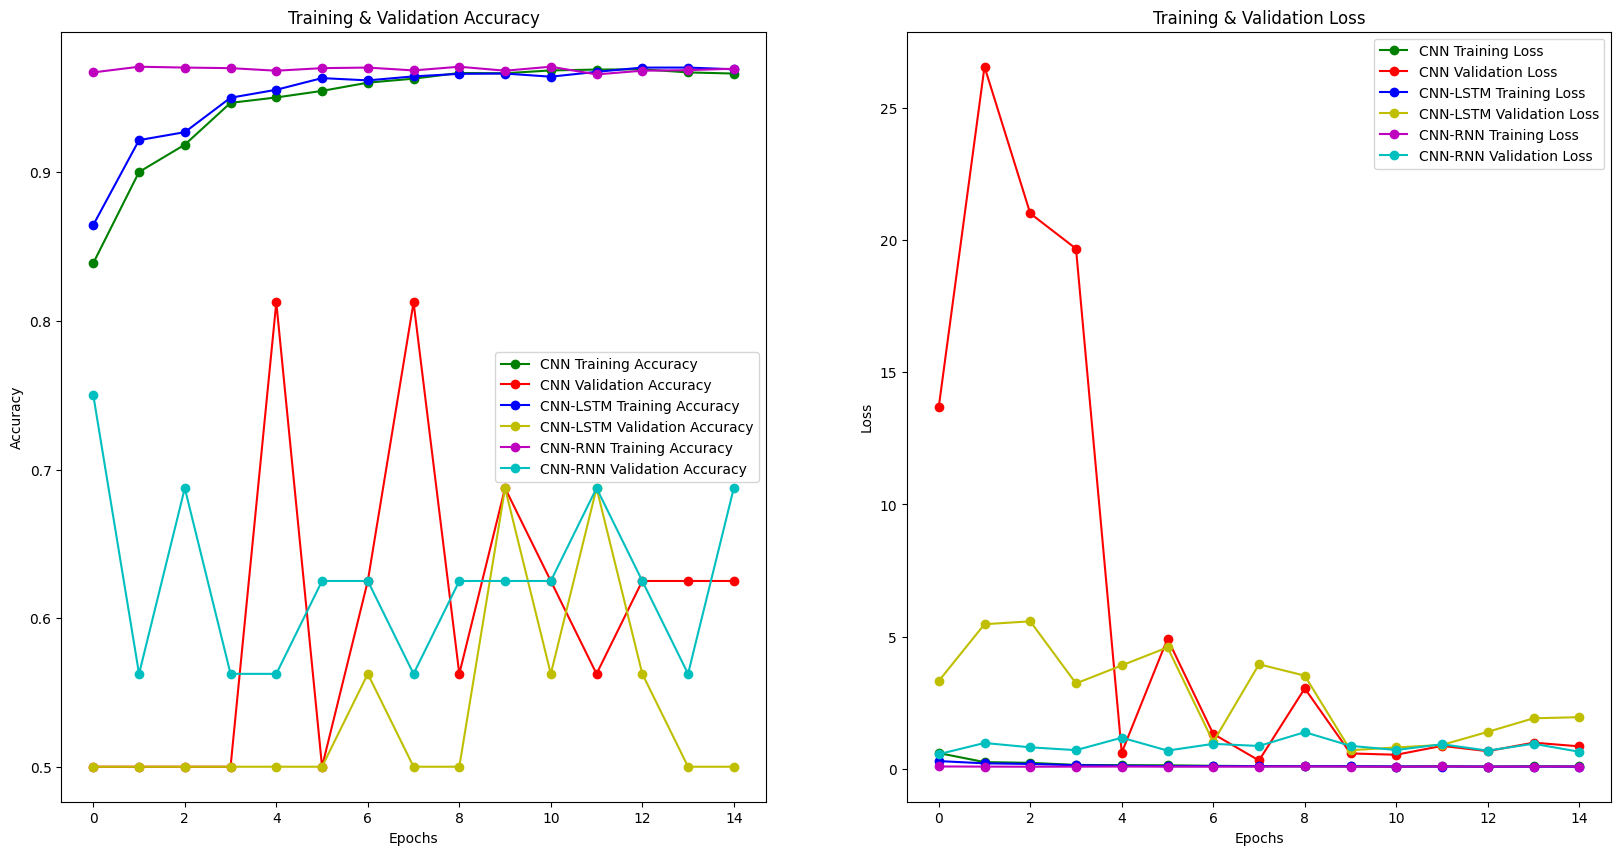 Training & Validation Accuracy
Accuracy
0.9
0.8
0.7
0.6
0.5
CNN Training Accuracy
CNN Validation Accuracy
CNN-LSTM Training Accuracy
CNN-LSTM Validation Accuracy
CNN-RNN Training Accuracy
CNN-RNN Validation Accuracy
0 2 4 6 8 10 12 14
Epochs
Training & Validation Loss
Loss
25
20
15
10
5
0
CNN Training Loss
CNN Validation Loss
CNN-LSTM Training Loss
CNN-LSTM Validation Loss
CNN-RNN Training Loss
CNN-RNN Validation Loss
0 2 4 6 8 10 12 14
Epochs